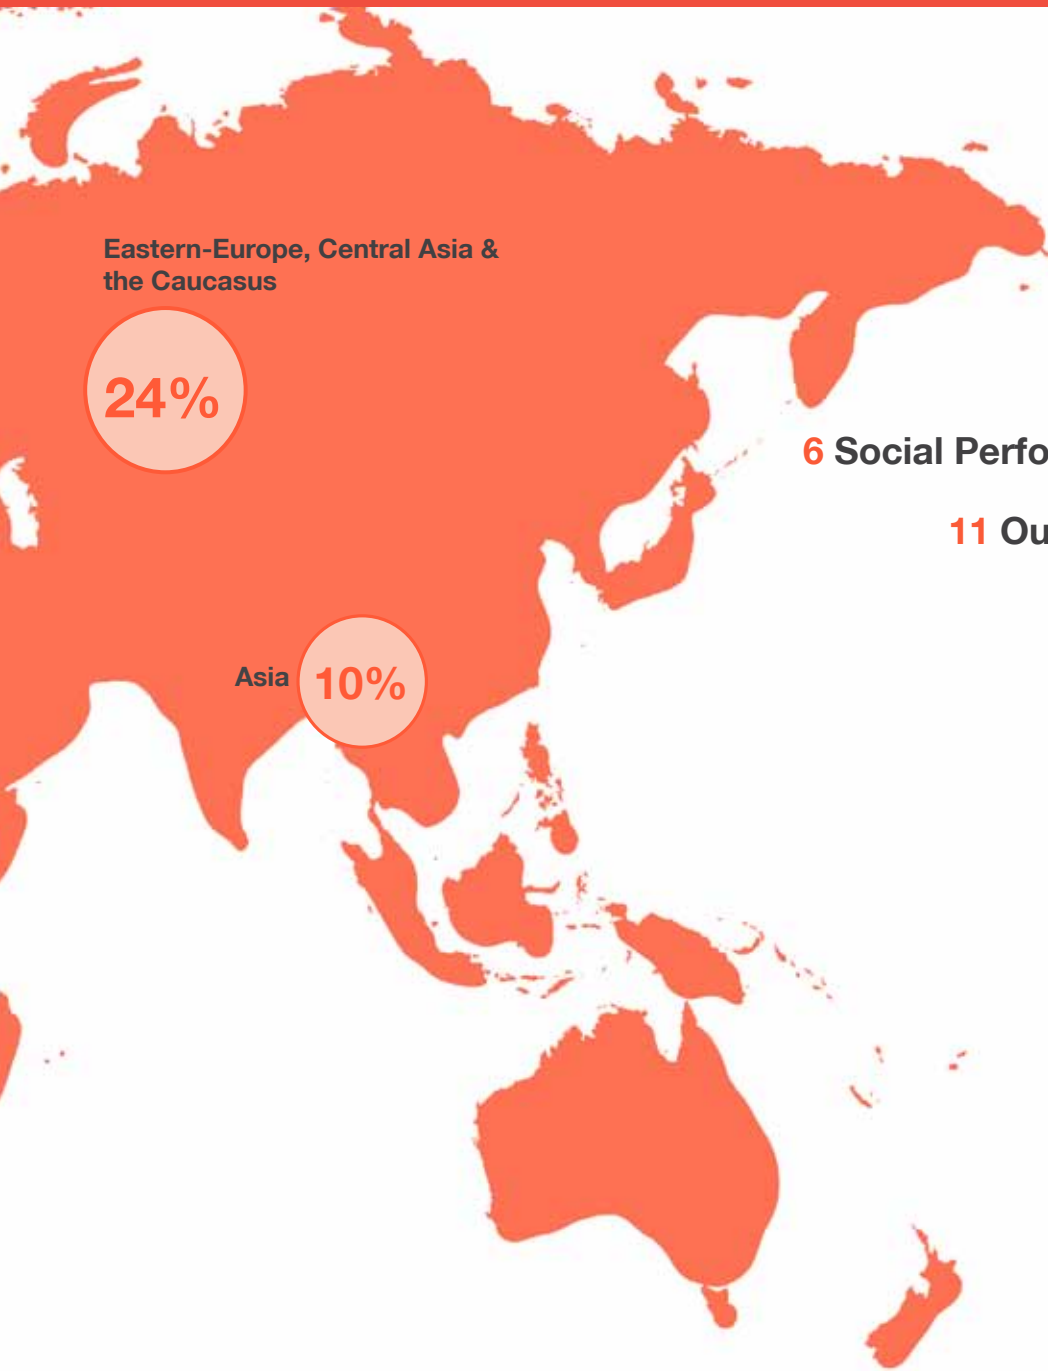 Eastern-Europe, Central Asia &
the Caucasus
24%
6 Social Perfo
11 Ou
Asia 10%